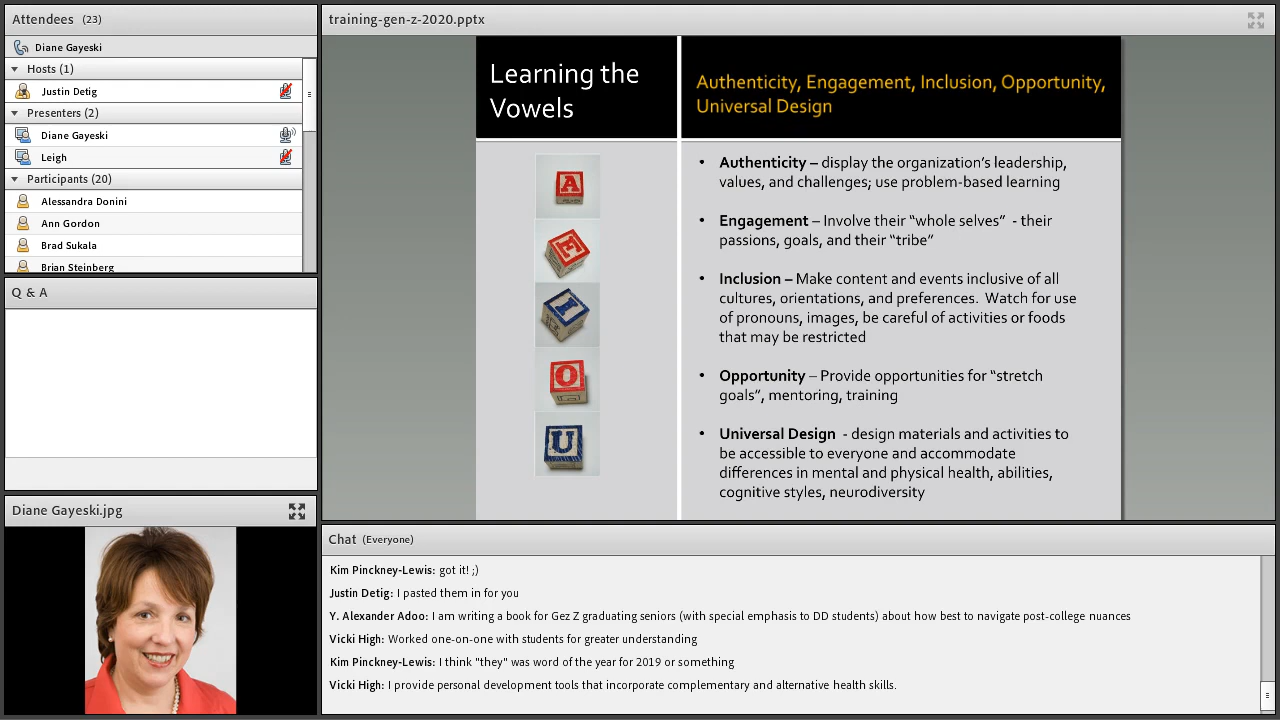 Attendees (23)
Diane Gayeski
Hosts (1)
Justin Detig
Presenters (2)
Diane Gayeski
Leigh
Participants (20)
Alessandra Donini
Ann Gordon
Brad Sukala
Brian Steinberg
Q & A
Diane Gayeski.jpg
training-gen-z-2020.pptx
Learning the
Vowels
Authenticity, Engagement, Inclusion, Opportunity,
Universal Design
A
E
I
O
U
• Authenticity – display the organization's leadership,
values, and challenges; use problem-based learning
• Engagement – Involve their “whole selves” - their
passions, goals, and their “tribe”
• Inclusion – Make content and events inclusive of all
cultures, orientations, and preferences. Watch for use
of pronouns, images, be careful of activities or foods
that may be restricted
• Opportunity – Provide opportunities for “stretch
goals”, mentoring, training
• Universal Design - design materials and activities to
be accessible to everyone and accommodate
differences in mental and physical health, abilities,
cognitive styles, neurodiversity
Chat (Everyone)
Kim Pinckney-Lewis: got it! ;)
Justin Detig: I pasted them in for you
Y. Alexander Adoo: I am writing a book for Gez Z graduating seniors (with special emphasis to DD students) about how best to navigate post-college nuances
Vicki High: Worked one-on-one with students for greater understanding
Kim Pinckney-Lewis: I think "they" was word of the year for 2019 or something
Vicki High: I provide personal development tools that incorporate complementary and alternative health skills.